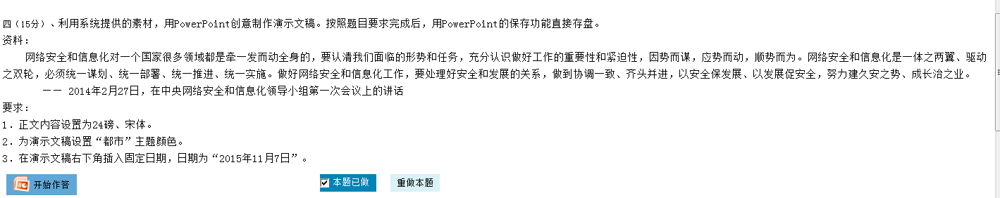 四（15分）、利用系统提供的素材，用PowerPoint创意制作演示文稿。按照题目要求完成后，用PowerPoint的保存功能直接存盘。
资料：
网络安全和信息化对一个国家很多领域都是牵一发而动全身的，要认清我们面临的形势和任务，充分认识做好工作的重要性和紧迫性，因势而谋，应势而动，顺势而为。网络安全和信息化是一体之两翼、驱动
之双轮，必须统一谋划、统一部署、统一推进、统一实施。做好网络安全和信息化工作，要处理好安全和发展的关系，做到协调一致、齐头并进，以安全保发展、以发展促安全，努力建久安之势、成长治之业。
—— 2014年2月27日，在中央网络安全和信息化领导小组第一次会议上的讲话
要求：
1．正文内容设置为24磅、宋体。
2．为演示文稿设置“都市”主题颜色。
3．在演示文稿右下角插入固定日期，日期为“2015年11月7日”。
开始作答 本题已做 重做本题